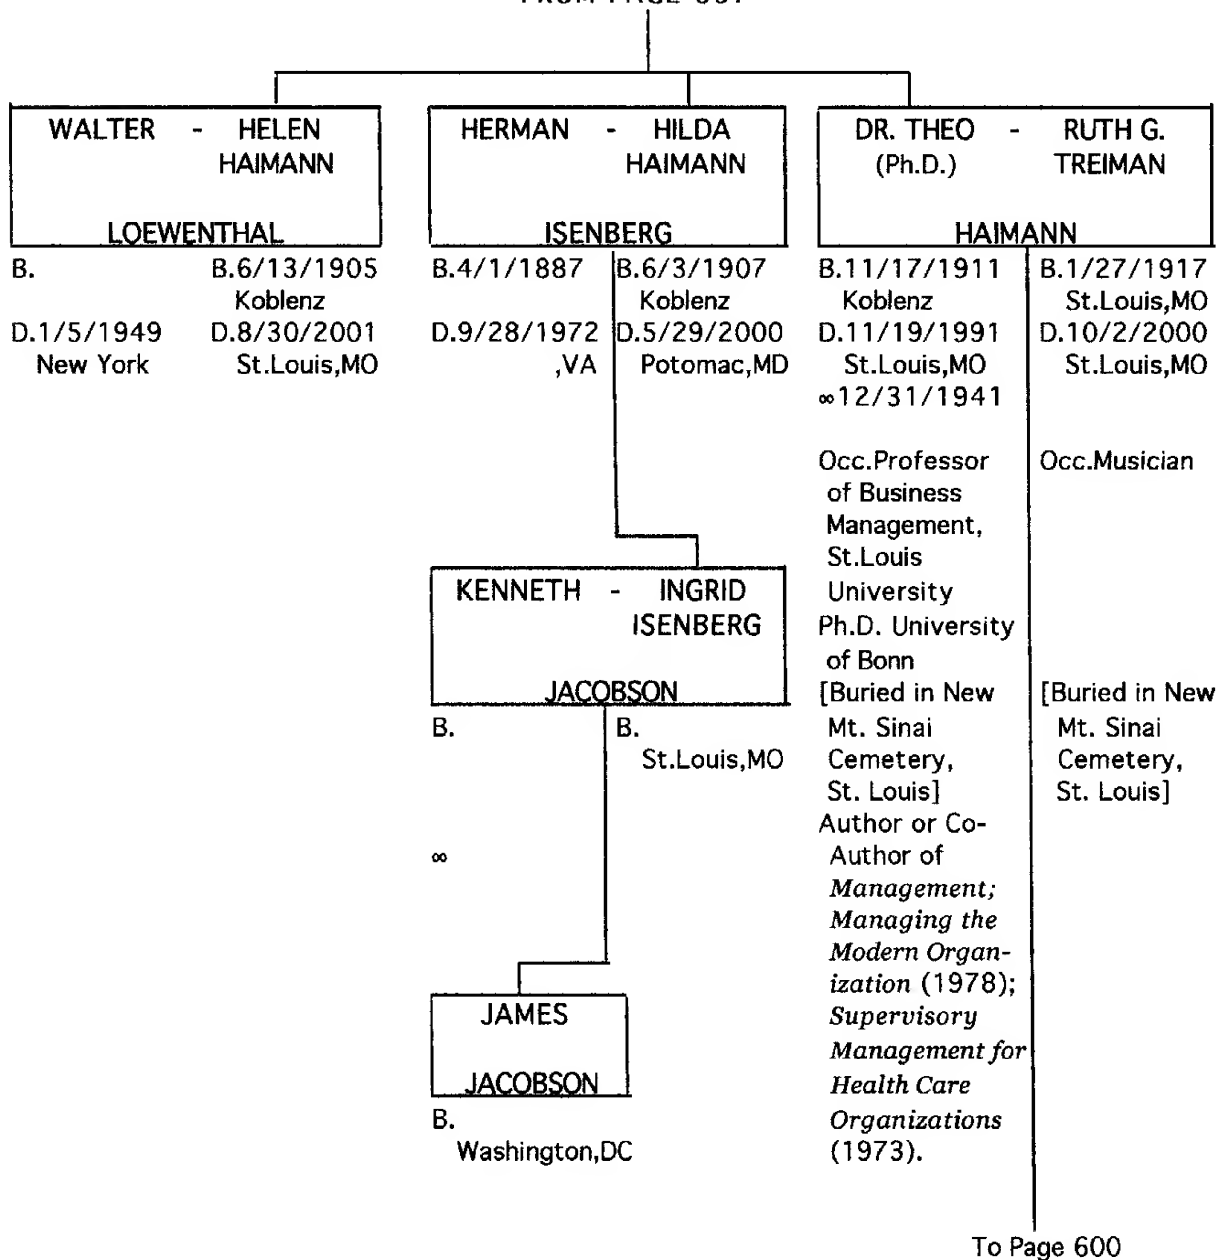 FROM PAGE 597
WALTER - HELEN
HAIMANN
LOEWENTHAL
B. B.6/13/1905
Koblenz
D.1/5/1949 D.8/30/2001
New York St.Louis,MO
HERMAN - HILDA
HAIMANN
ISENBERG
B.4/1/1887 B.6/3/1907
Koblenz
D.9/28/1972 D.5/29/2000
,VA Potomac,MD
KENNETH - INGRID
ISENBERG
JACOBSON
B. B.
St.Louis,MO
∞
JAMES
JACOBSON
B.
Washington,DC
DR. THEO - RUTH G.
(Ph.D.) TREIMAN
HAIMANN
B.11/17/1911
Koblenz
D.11/19/1991
St.Louis,MO
∞12/31/1941
Occ.Professor
of Business
Management,
St.Louis
University
Ph.D. University
of Bonn
[Buried in New
Mt. Sinai
Cemetery,
St. Louis]
Author or Co-
Author of
Management;
Managing the
Modern Organ-
ization (1978);
Supervisory
Management for
Health Care
Organizations
(1973).
B.1/27/1917
St.Louis,MO
D.10/2/2000
St.Louis,MO
Occ.Musician
[Buried in New
Mt. Sinai
Cemetery,
St. Louis]
To Page 600